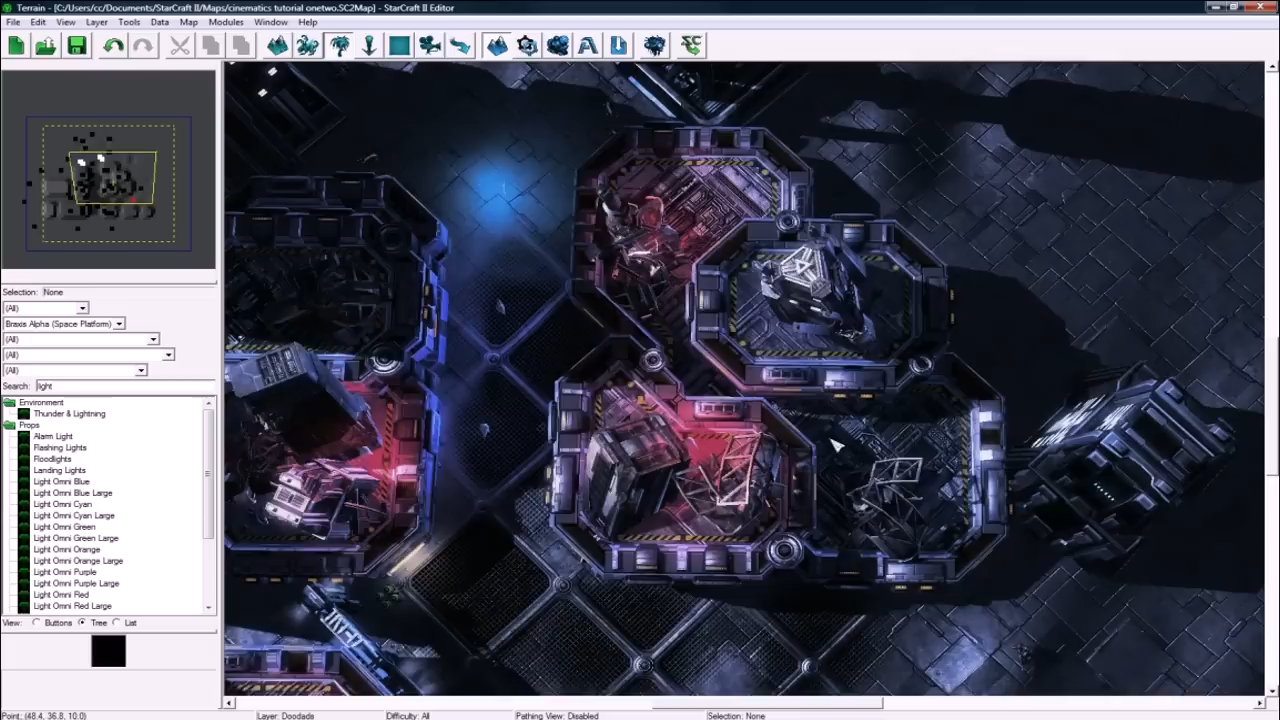 Terrain - [C:/Users/cc/Documents/StarCraft II/Maps/cinematics tutorial onetwo.SC2Map] - StarCraft II Editor
File Edit View Layer Tools Data Map Modules Window Help
Selection: None
(All)
Braxis Alpha (Space Platform)
(All)
(All)
(All)
Search: light
Environment
Thunder & Lightning
Props
Alarm Light
Flashing Lights
Floodlights
Landing Lights
Light Omni Blue
Light Omni Blue Large
Light Omni Cyan
Light Omni Cyan Large
Light Omni Green
Light Omni Green Large
Light Omni Orange
Light Omni Orange Large
Light Omni Purple
Light Omni Purple Large
Light Omni Red
Light Omni Red Large
View: Buttons Tree List
Point: (48.4, 36.8, 10.0) Layer: Doodads Difficulty: All Pathing View: Disabled Selection: None